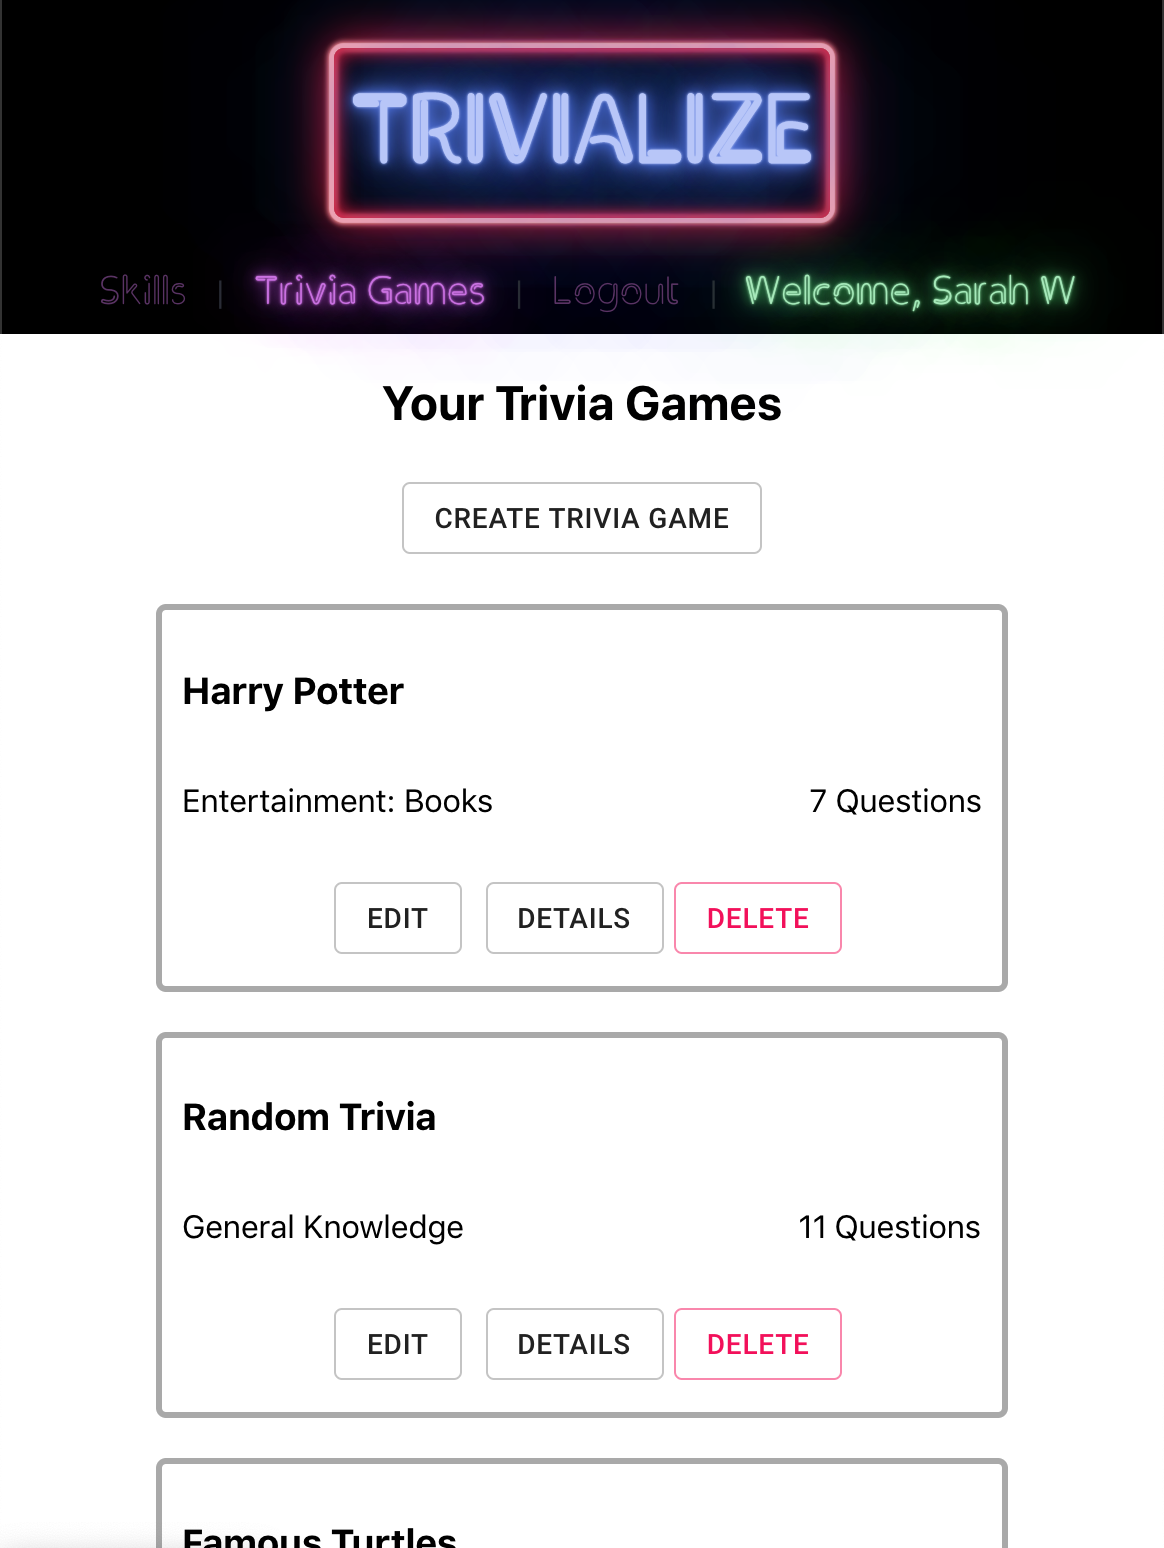 TRIVIALIZE
Skills | Trivia Games | Logout | Welcome, Sarah W
Your Trivia Games
CREATE TRIVIA GAME
Harry Potter
Entertainment: Books 7 Questions
EDIT DETAILS DELETE
Random Trivia
General Knowledge 11 Questions
EDIT DETAILS DELETE
Famous Turtles